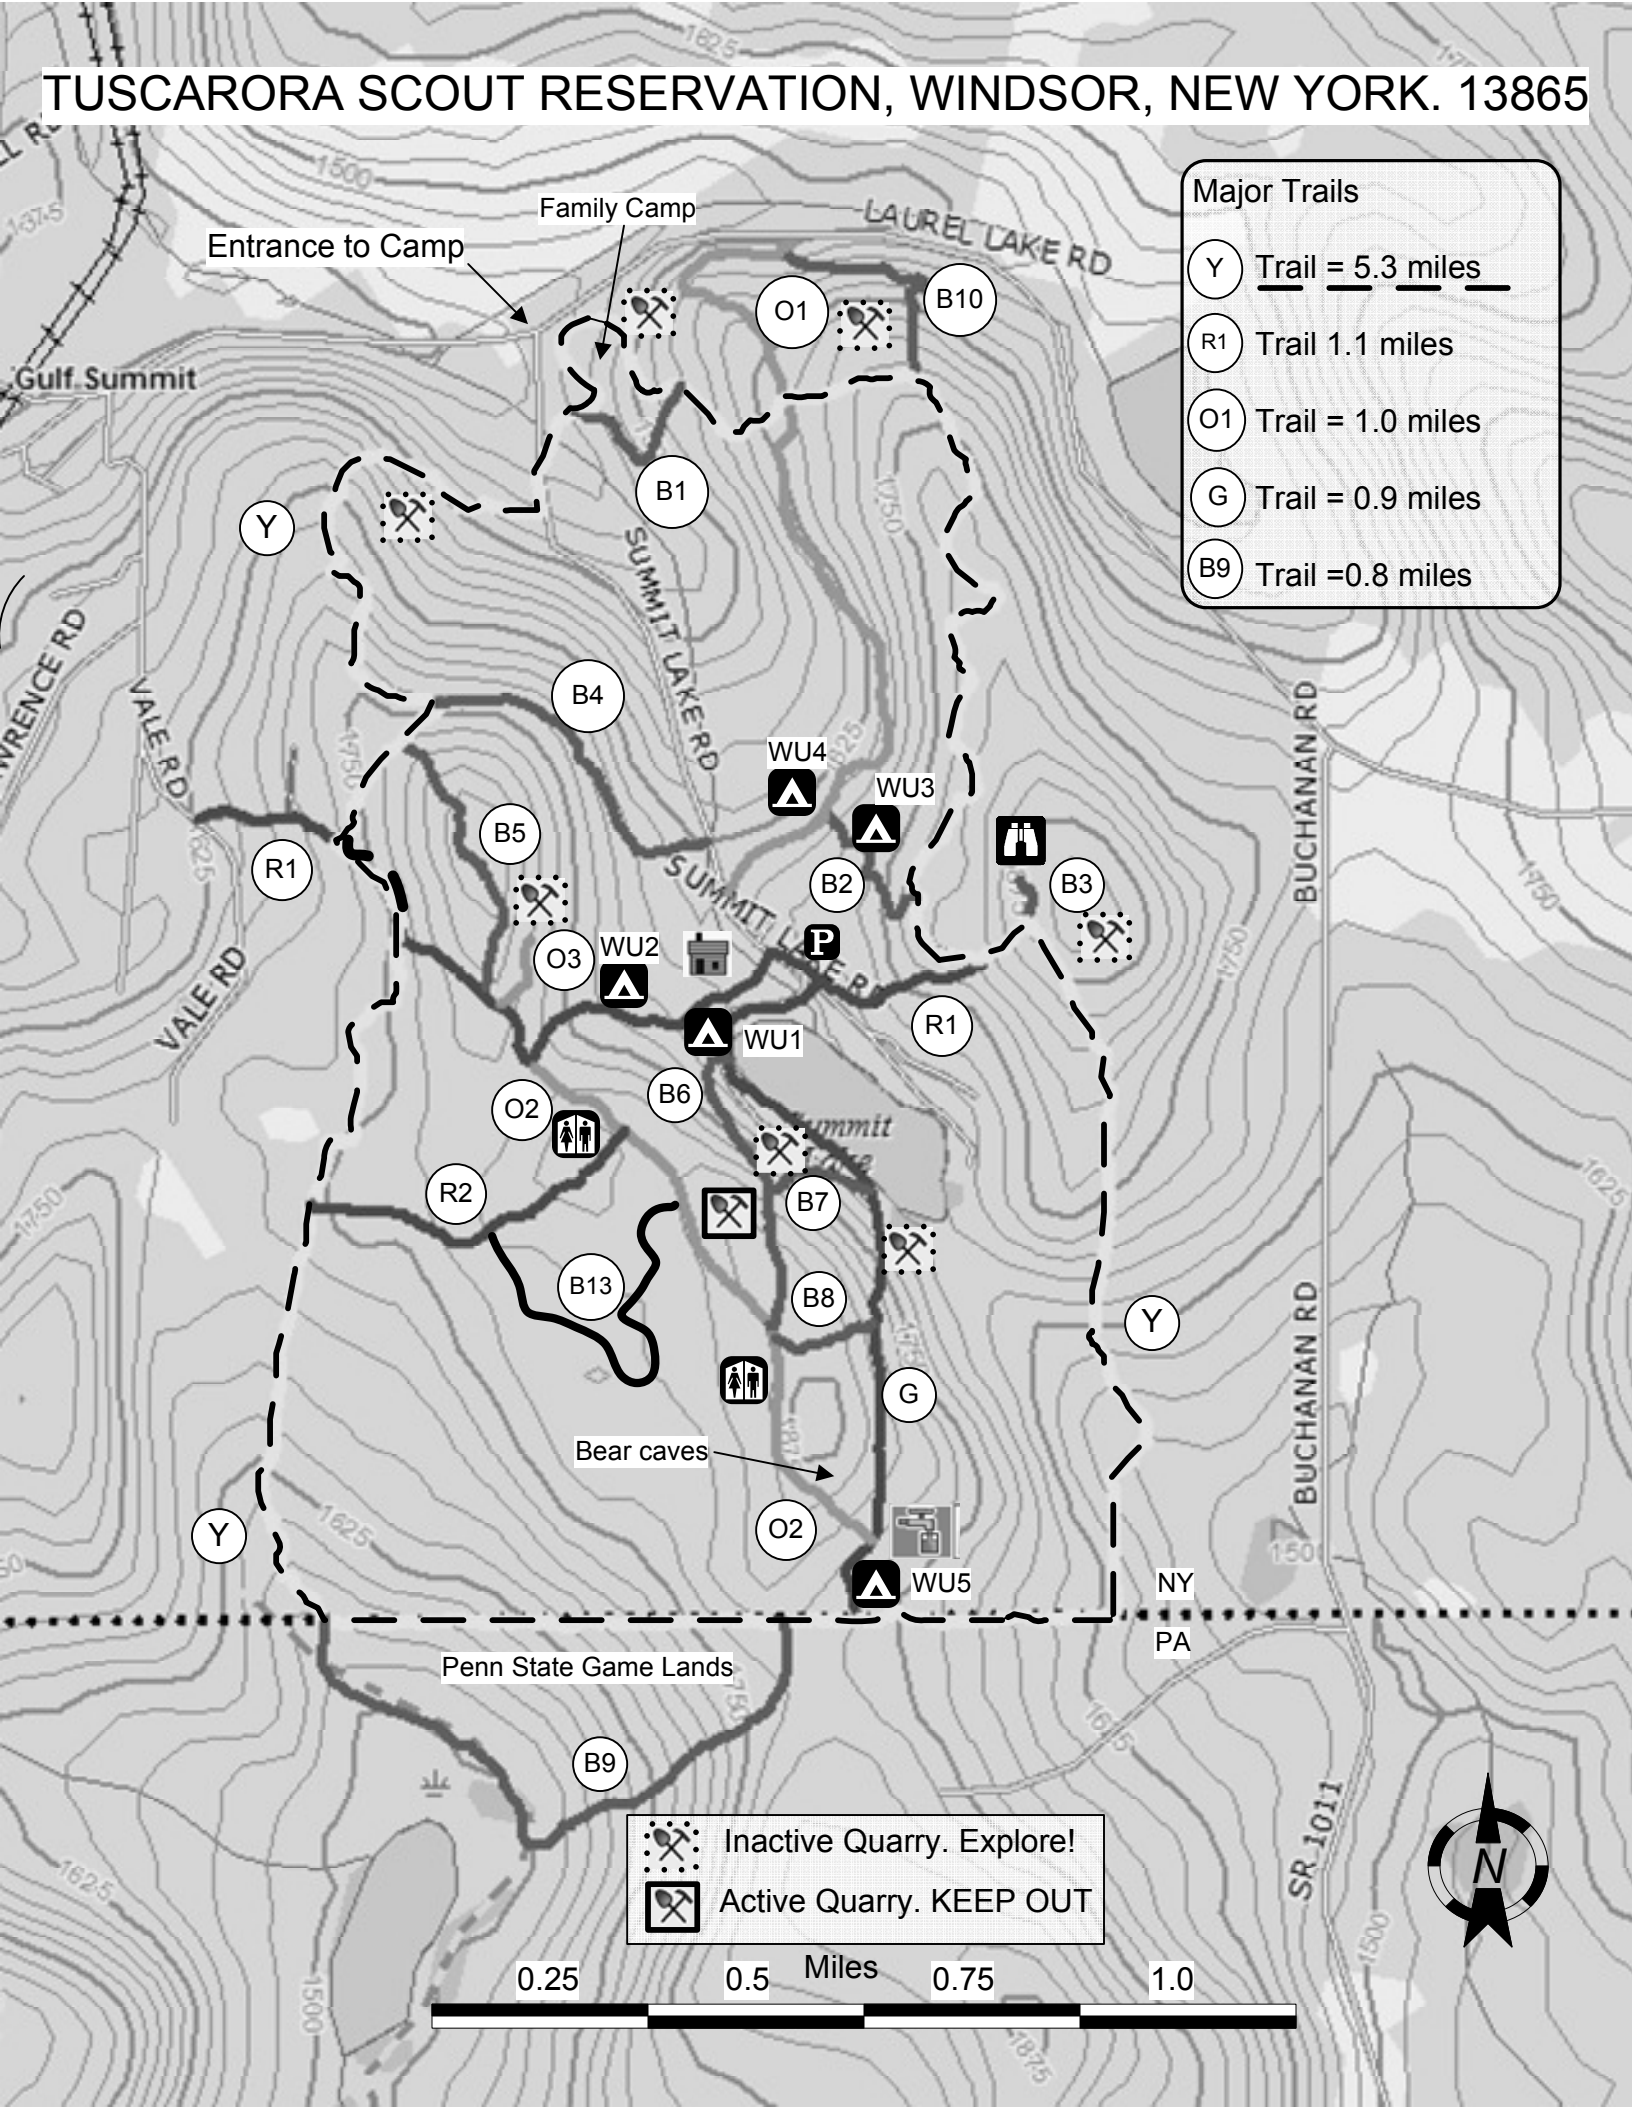 1625
TUSCARORA SCOUT RESERVATION, WINDSOR, NEW YORK. 13865
1500
1375
Major Trails
Y Trail = 5.3 miles
R1 Trail 1.1 miles
O1 Trail = 1.0 miles
G Trail = 0.9 miles
B9 Trail =0.8 miles
Family Camp
LAUREL LAKE RD
Entrance to Camp
B10
O1
Gulf Summit
B1
1750
Y
SUMMIT LAKE RD
B4
VALE RD
BUCHANAN RD
1750
WU4
WU3
B5
R1
1625
B2
B3
1750
SUMMIT LAKE RD
P
O3
WU2
1750
VALE RD
R1
WU1
B6
O2
R2
B7
1750
1625
B13
B8
Y
G
BUCHANAN RD
Bear caves
Y
1625
O2
WU5
NY
PA
Penn State Game Lands
1750
1625
B9
SR 1011
Inactive Quarry. Explore!
Active Quarry. KEEP OUT
N
1625
1500
1500
Miles
0.25 0.5 0.75 1.0
1875